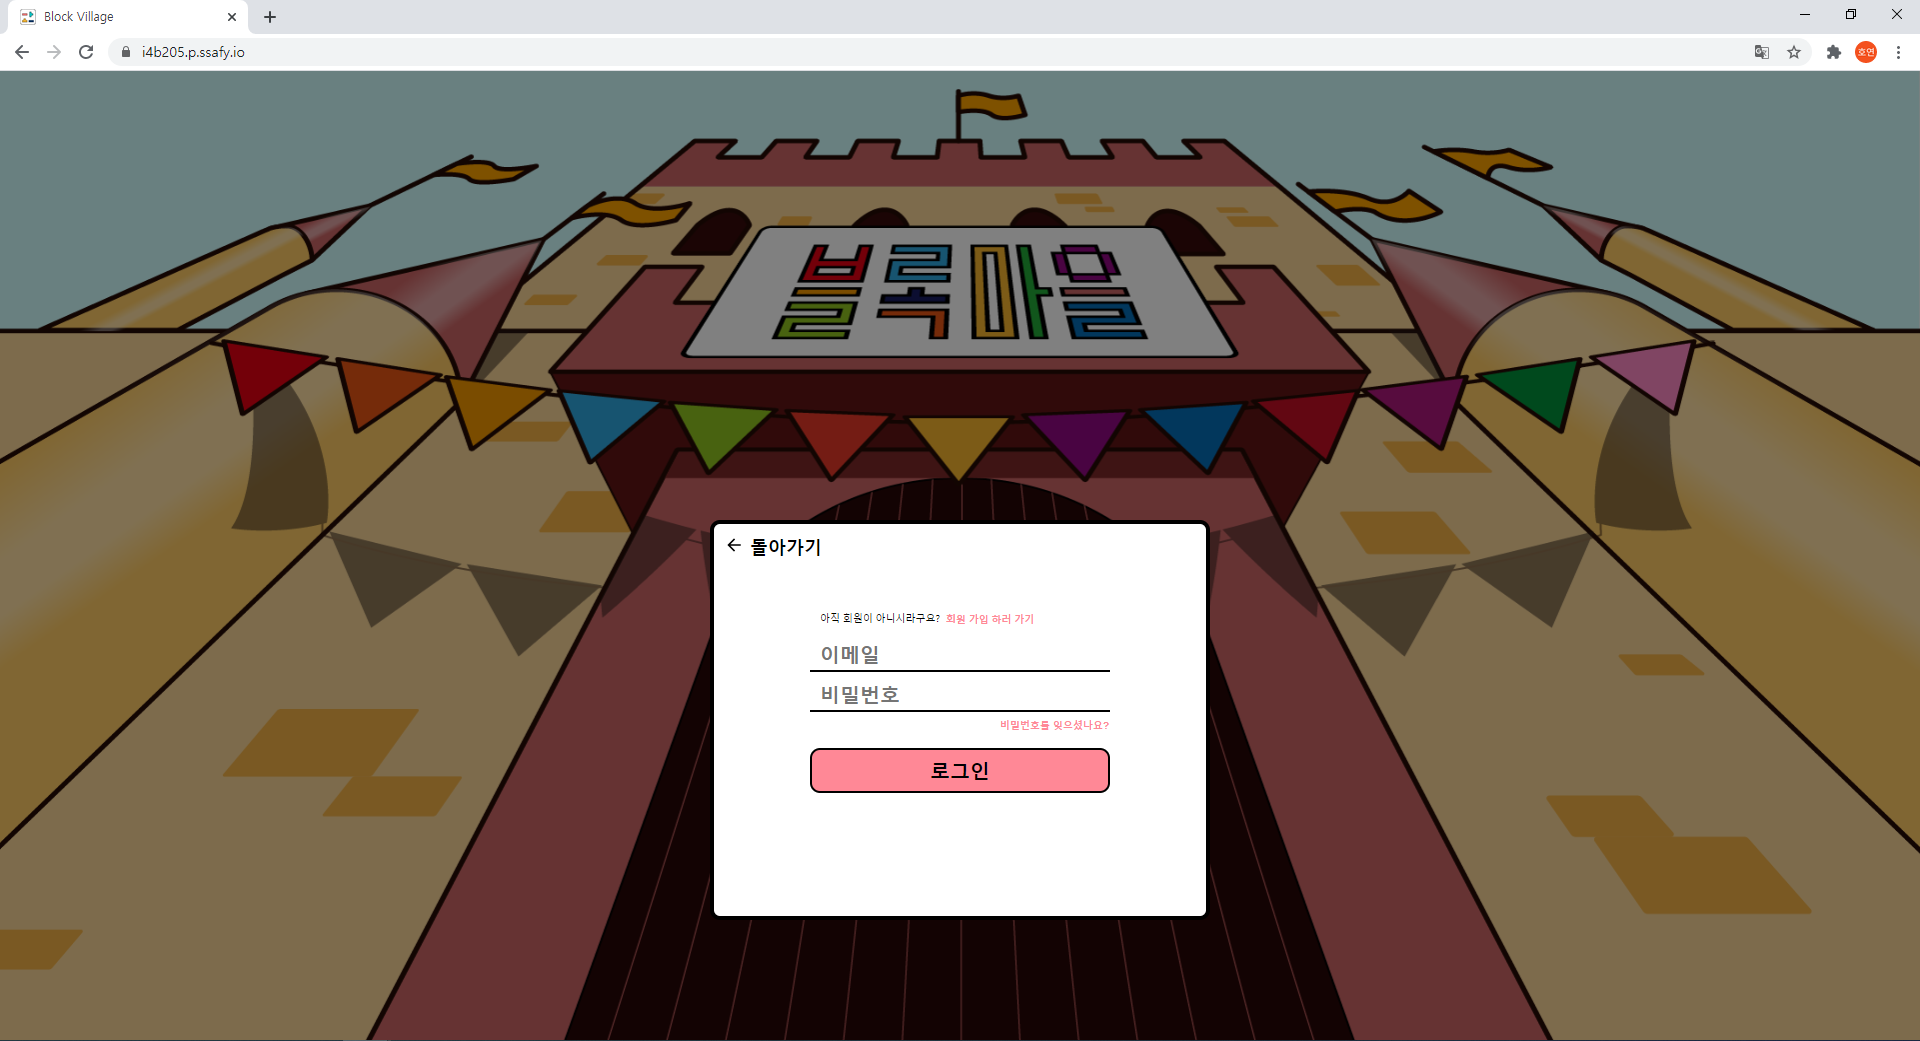 Block Village
i4b205.p.ssafy.io
호연
블록마을
돌아가기
아직 회원이 아니시라구요? 회원 가입 하러 가기
이메일
비밀번호
비밀번호를 잊으셨나요?
로그인